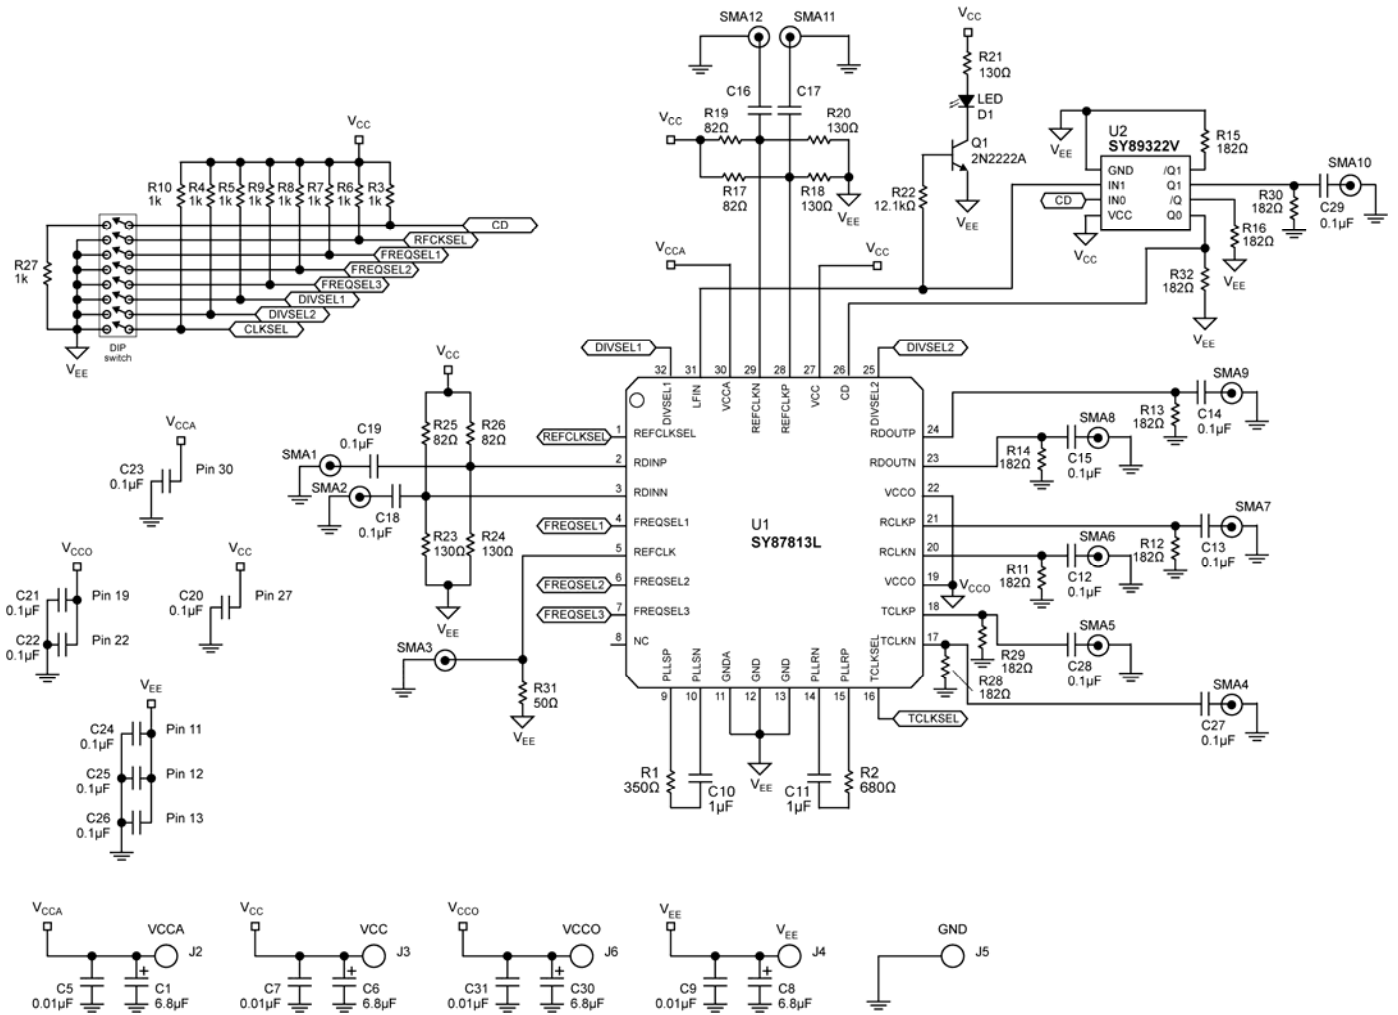 SMA12
SMA11
VCC
R21
130Ω
LED
D1
C16
C17
R19
82Ω
R20
130Ω
VCC
Q1
2N2222A
R17
82Ω
R18
130Ω
VEE
R22
12.1kΩ
VEE
VEE
U2
SY89322V
R15
182Ω
GND
/Q1
IN1
Q1
IN0
/Q
VCC
Q0
CD
VCC
SMA10
R30
182Ω
C29
0.1µF
R16
182Ω
VEE
R32
182Ω
VEE
VCC
R10
1k
R4
1k
R5
1k
R9
1k
R8
1k
R7
1k
R6
1k
R3
1k
R27
1k
CD
RFCKSEL
FREQSEL1
FREQSEL2
FREQSEL3
DIVSEL1
DIVSEL2
CLKSEL
DIP
switch
VEE
VCCA
VCC
DIVSEL1
DIVSEL2
32
31
30
29
28
27
26
25
DIVSEL1
LFIN
VCCA
REFCLKN
REFCLKP
VCC
CD
DIVSEL2
VCC
R25
82Ω
R26
82Ω
C19
0.1µF
SMA1
SMA2
C18
0.1µF
R23
130Ω
R24
130Ω
VEE
REFCLKSEL
FREQSEL1
FREQSEL2
FREQSEL3
1 REFCLKSEL
2 RDINP
3 RDINN
4 FREQSEL1
5 REFCLK
6 FREQSEL2
7 FREQSEL3
8 NC
U1
SY87813L
RDOUTP 24
RDOUTN 23
VCCO 22
RCLKP 21
RCLKN 20
VCCO 19
TCLKP 18
TCLKN 17
PLLSP
PLLSN
GNDA
GND
GND
PLLRN
PLLRP
TCLKSEL
9
10
11
12
13
14
15
16
TCLKSEL
SMA3
R31
50Ω
VEE
R1
350Ω
C10
1µF
VEE
C11
1µF
R2
680Ω
SMA9
R13
182Ω
C14
0.1µF
SMA8
R14
182Ω
C15
0.1µF
SMA7
R12
182Ω
C13
0.1µF
SMA6
R11
182Ω
C12
0.1µF
VCCO
SMA5
R29
182Ω
C28
0.1µF
R28
182Ω
SMA4
C27
0.1µF
VCCA
C23
0.1µF
Pin 30
VCCO
C21
0.1µF
Pin 19
C22
0.1µF
Pin 22
VCC
C20
0.1µF
Pin 27
VEE
C24
0.1µF
Pin 11
C25
0.1µF
Pin 12
C26
0.1µF
Pin 13
VCCA
VCCA
J2
C5
0.01µF
+
C1
6.8µF
VCC
VCC
J3
C7
0.01µF
+
C6
6.8µF
VCCO
VCCO
J6
C31
0.01µF
+
C30
6.8µF
VEE
VEE
J4
C9
0.01µF
+
C8
6.8µF
GND
J5